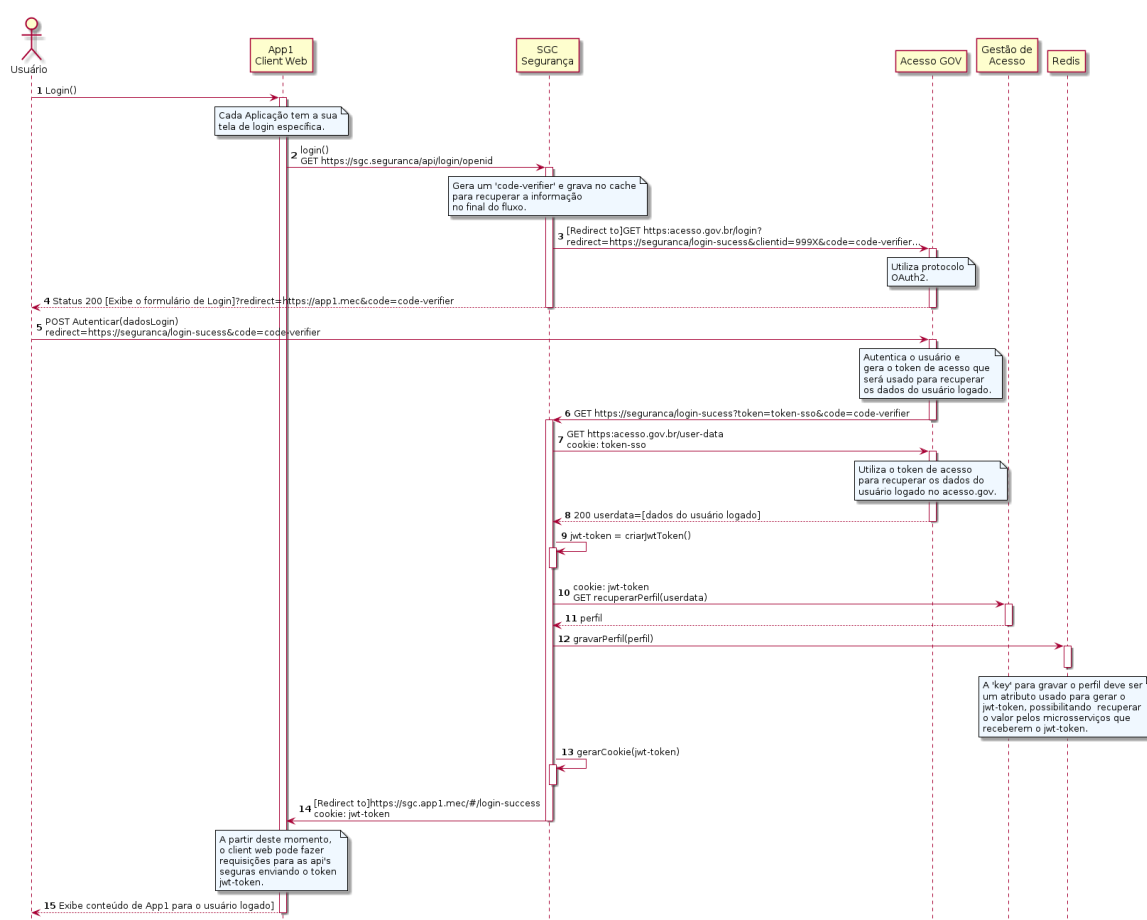 Usuário
App1
Client Web
SGC
Segurança
Acesso GOV
Gestão de
Acesso
Redis
1 Login()
Cada Aplicação tem a sua
tela de login especifica.
2 login()
GET https://sgc.seguranca/api/login/openid
Gera um 'code-verifier' e grava no cache
para recuperar a informação
no final do fluxo.
3 [Redirect to]GET https:acesso.gov.br/login?
redirect=https://seguranca/login-sucess&clientid=999X&code=code-verifier...
Utiliza protocolo
OAuth2.
4 Status 200 [Exibe o formulário de Login]?redirect=https://app1.mec&code=code-verifier
5 POST Autenticar(dadosLogin)
redirect=https://seguranca/login-sucess&code=code-verifier
Autentica o usuário e
gera o token de acesso que
será usado para recuperar
os dados do usuário logado.
6 GET https://seguranca/login-sucess?token=token-sso&code=code-verifier
7 GET https:acesso.gov.br/user-data
cookie: token-sso
Utiliza o token de acesso
para recuperar os dados do
usuário logado no acesso.gov.
8 200 userdata=[dados do usuário logado]
9 jwt-token = criarJwtToken()
10 cookie: jwt-token
GET recuperarPerfil(userdata)
11 perfil
12 gravarPerfil(perfil)
A 'key' para gravar o perfil deve ser
um atributo usado para gerar o
jwt-token, possibilitando recuperar
o valor pelos microsserviços que
receberem o jwt-token.
13 gerarCookie(jwt-token)
14 [Redirect to]https://sgc.app1.mec/#/login-success
cookie: jwt-token
A partir deste momento,
o client web pode fazer
requisições para as api's
seguras enviando o token
jwt-token.
15 Exibe conteúdo de App1 para o usuário logado]